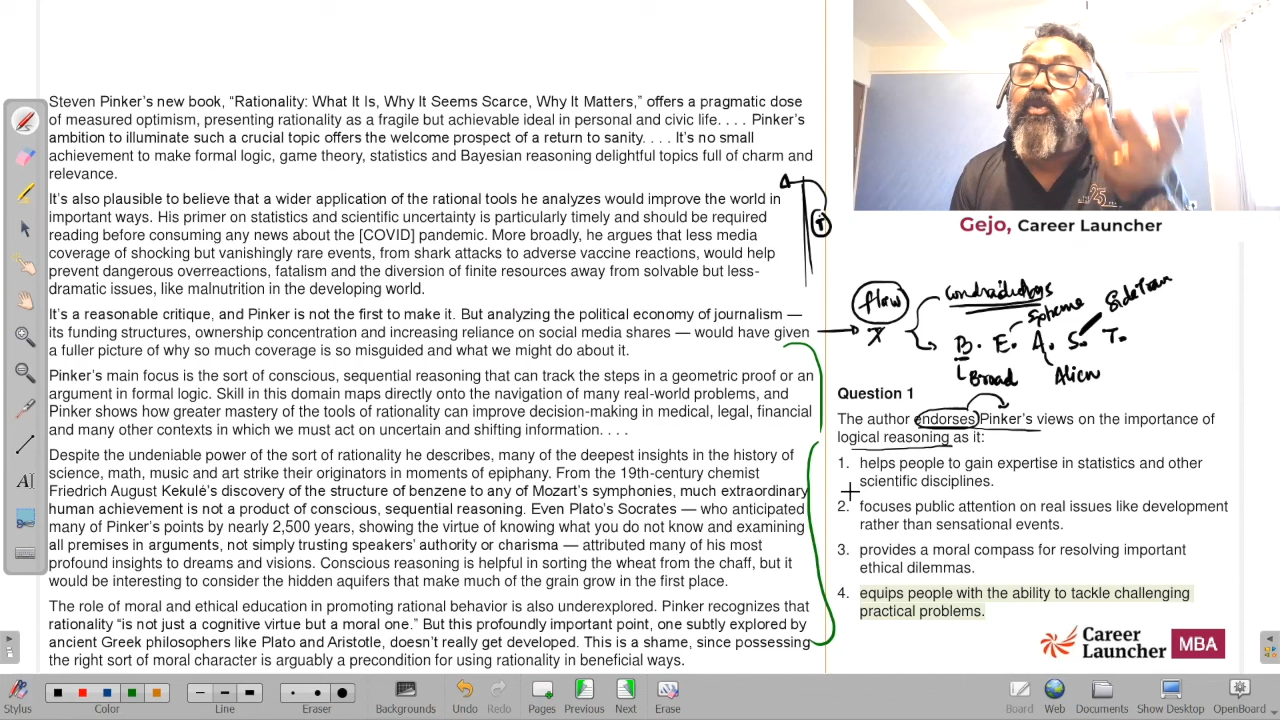 Steven Pinker's new book, "Rationality: What It Is, Why It Seems Scarce, Why It Matters," offers a pragmatic dose
of measured optimism, presenting rationality as a fragile but achievable ideal in personal and civic life. . . . Pinker's
ambition to illuminate such a crucial topic offers the welcome prospect of a return to sanity. . . . It's no small
achievement to make formal logic, game theory, statistics and Bayesian reasoning delightful topics full of charm and
relevance.
It's also plausible to believe that a wider application of the rational tools he analyzes would improve the world in
important ways. His primer on statistics and scientific uncertainty is particularly timely and should be required
reading before consuming any news about the [COVID] pandemic. More broadly, he argues that less media
coverage of shocking but vanishingly rare events, from shark attacks to adverse vaccine reactions, would help
prevent dangerous overreactions, fatalism and the diversion of finite resources away from solvable but less-
dramatic issues, like malnutrition in the developing world.
It's a reasonable critique, and Pinker is not the first to make it. But analyzing the political economy of journalism —
its funding structures, ownership concentration and increasing reliance on social media shares — would have given
a fuller picture of why so much coverage is so misguided and what we might do about it.
Pinker's main focus is the sort of conscious, sequential reasoning that can track the steps in a geometric proof or an
argument in formal logic. Skill in this domain maps directly onto the navigation of many real-world problems, and
Pinker shows how greater mastery of the tools of rationality can improve decision-making in medical, legal, financial
and many other contexts in which we must act on uncertain and shifting information. . . .
Despite the undeniable power of the sort of rationality he describes, many of the deepest insights in the history of
science, math, music and art strike their originators in moments of epiphany. From the 19th-century chemist
Friedrich August Kekulé's discovery of the structure of benzene to any of Mozart's symphonies, much extraordinary
human achievement is not a product of conscious, sequential reasoning. Even Plato's Socrates — who anticipated
many of Pinker's points by nearly 2,500 years, showing the virtue of knowing what you do not know and examining
all premises in arguments, not simply trusting speakers' authority or charisma — attributed many of his most
profound insights to dreams and visions. Conscious reasoning is helpful in sorting the wheat from the chaff, but it
would be interesting to consider the hidden aquifers that make much of the grain grow in the first place.
The role of moral and ethical education in promoting rational behavior is also underexplored. Pinker recognizes that
rationality "is not just a cognitive virtue but a moral one." But this profoundly important point, one subtly explored by
ancient Greek philosophers like Plato and Aristotle, doesn't really get developed. This is a shame, since possessing
the right sort of moral character is arguably a precondition for using rationality in beneficial ways.
T
25
Gejo, Career Launcher
flaw
X
Extreme
Side Train
B. E. A. S. T.
Broad
Alien
Question 1
The author endorses Pinker's views on the importance of
logical reasoning as it:
1. helps people to gain expertise in statistics and other
scientific disciplines.
2. focuses public attention on real issues like development
rather than sensational events.
3. provides a moral compass for resolving important
ethical dilemmas.
4. equips people with the ability to tackle challenging
practical problems.
Career
Launcher
MBA
Stylus
Color
Line
Eraser
Backgrounds
Undo
Redo
Pages
Previous
Next
Erase
Board
Web
Documents
Show Desktop
OpenBoard